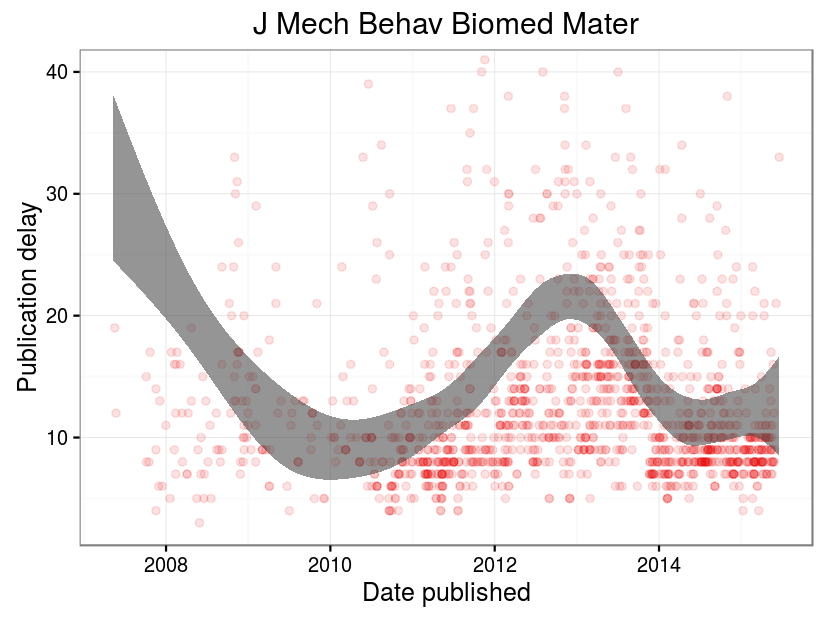 J Mech Behav Biomed Mater
Publication delay
40
30
20
10
2008 2010 2012 2014
Date published